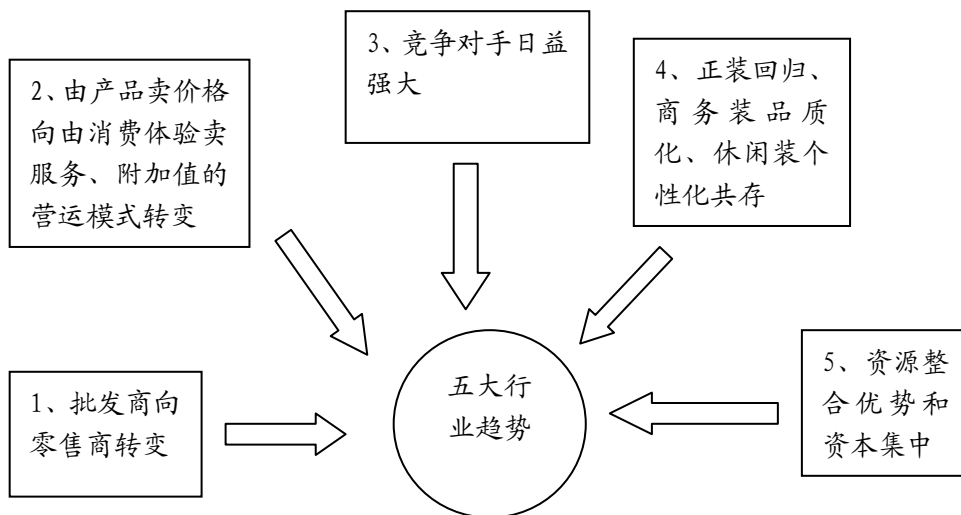 3、竞争对手日益
强大
4、正装回归、
商务装品质
化、休闲装个
性化共存
2、由产品卖价格
向由消费体验卖
服务、附加值的
营运模式转变
五大行
业趋势
5、资源整
合优势和
资本集中
1、批发商向
零售商转变